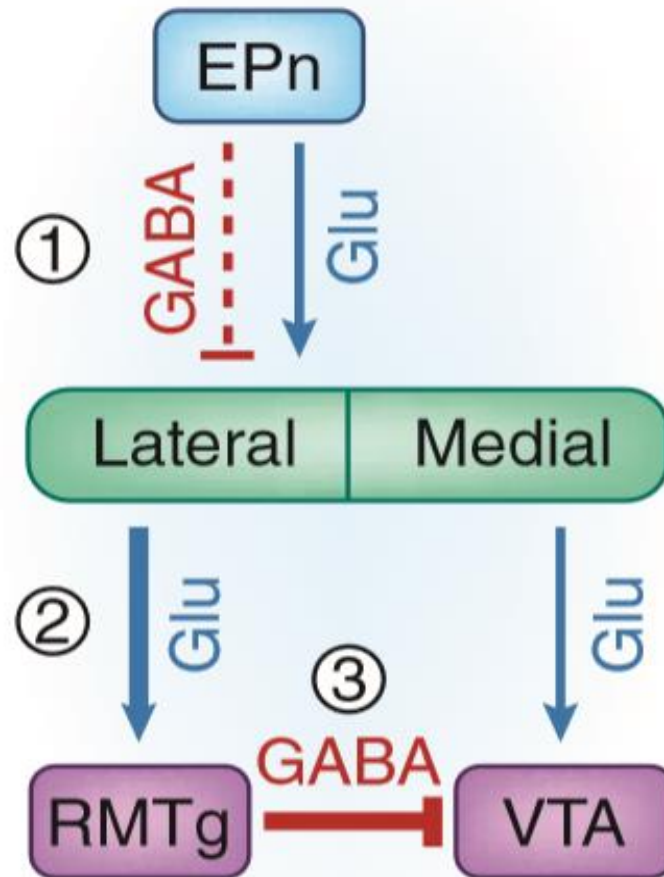 EPn
①
GABA
Glu
Lateral
Medial
②
Glu
③
Glu
GABA
RMTg
VTA